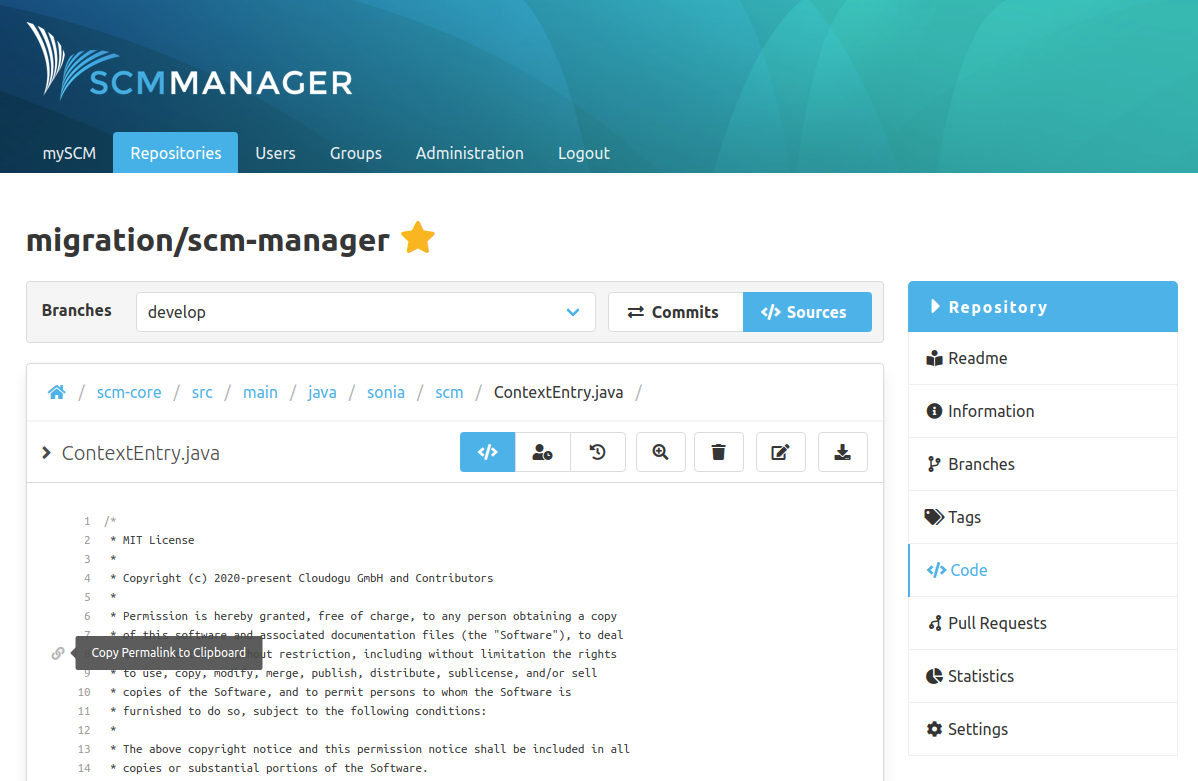 SCMMANAGER
mySCM Repositories Users Groups Administration Logout
migration/scm-manager
Branches develop Commits Sources
/ scm-core / src / main / java / sonia / scm / ContextEntry.java /
ContextEntry.java
1 /*
2 * MIT License
3 *
4 * Copyright (c) 2020-present Cloudogu GmbH and Contributors
5 *
6 * Permission is hereby granted, free of charge, to any person obtaining a copy
7 * of this software and associated documentation files (the "Software"), to deal
Copy Permalink to Clipboard
out restriction, including without limitation the rights
9 * to use, copy, modify, merge, publish, distribute, sublicense, and/or sell
10 * copies of the Software, and to permit persons to whom the Software is
11 * furnished to do so, subject to the following conditions:
12 *
13 * The above copyright notice and this permission notice shall be included in all
14 * copies or substantial portions of the Software.
Repository
Readme
Information
Branches
Tags
Code
Pull Requests
Statistics
Settings